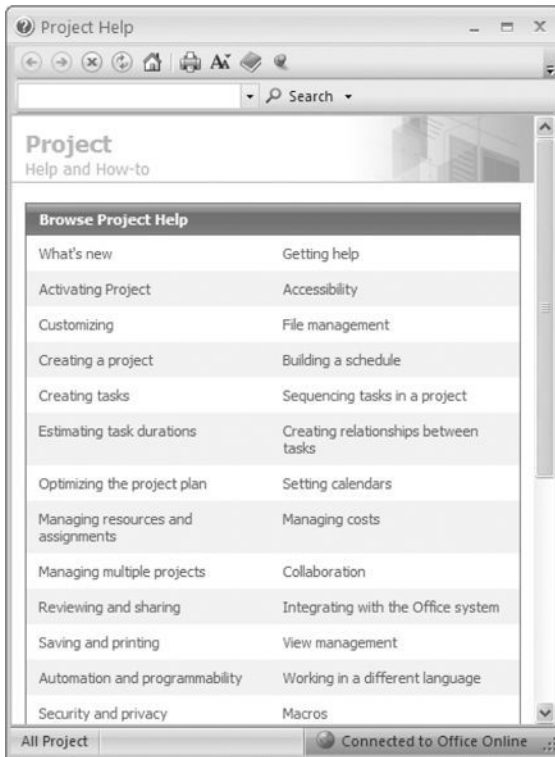 Project Help
Search
Project
Help and How-to
Browse Project Help
What's new
Getting help
Activating Project
Accessibility
Customizing
File management
Creating a project
Building a schedule
Creating tasks
Sequencing tasks in a project
Estimating task durations
Creating relationships between
tasks
Optimizing the project plan
Setting calendars
Managing resources and
assignments
Managing costs
Managing multiple projects
Collaboration
Reviewing and sharing
Integrating with the Office system
Saving and printing
View management
Automation and programmability
Working in a different language
Security and privacy
Macros
All Project
Connected to Office Online